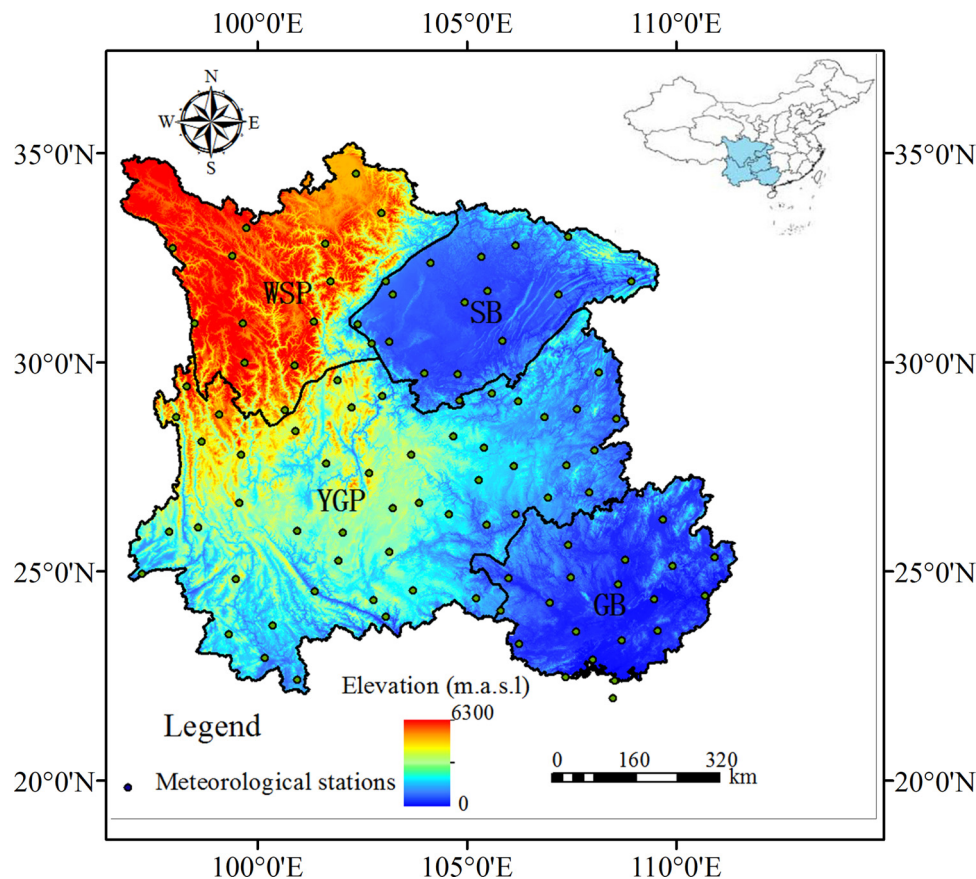 100°0'E 105°0'E 110°0'E
N
W E
S
35°0'N 35°0'N
WSP
SB
30°0'N 30°0'N
YGP
25°0'N 25°0'N
GB
Elevation (m.a.s.l)
6300
Legend
0 160 320
km
20°0'N 20°0'N
Meteorological stations
0
100°0'E 105°0'E 110°0'E